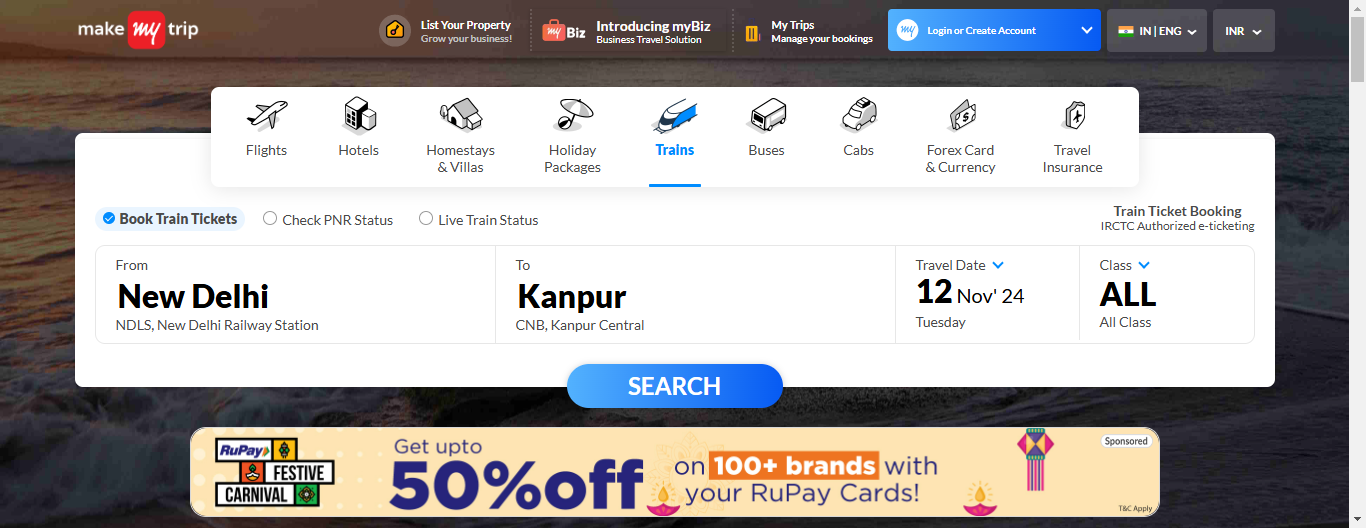 make my trip
List Your Property
Grow your business!
my Biz
Introducing myBiz
Business Travel Solution
My Trips
Manage your bookings
my
Login or Create Account
IN | ENG
INR
Flights
Hotels
Homestays
& Villas
Holiday
Packages
Trains
Buses
Cabs
Forex Card
& Currency
Travel
Insurance
Book Train Tickets
Check PNR Status
Live Train Status
Train Ticket Booking
IRCTC Authorized e-ticketing
From
New Delhi
NDLS, New Delhi Railway Station
To
Kanpur
CNB, Kanpur Central
Travel Date
12 Nov' 24
Tuesday
Class
ALL
All Class
SEARCH
RuPay
FESTIVE
CARNIVAL
Get upto
50%off
on 100+ brands with
your RuPay Cards!
Sponsored
T&C Apply